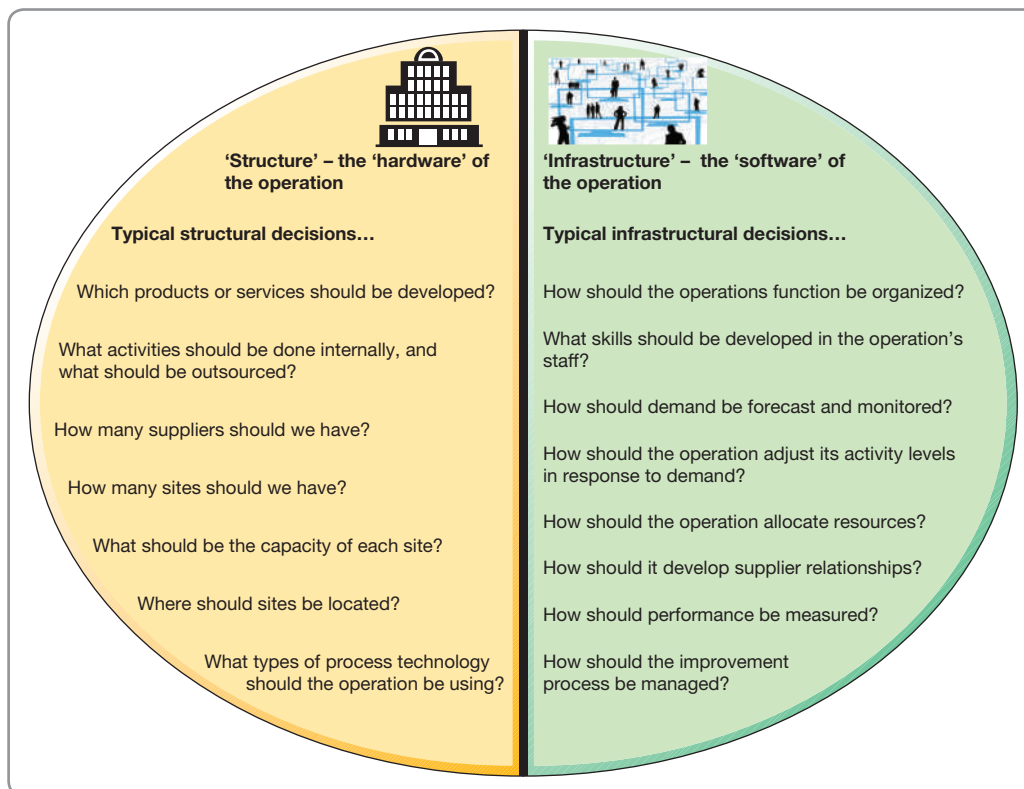 ‘Structure’ – the ‘hardware’ of
the operation
Typical structural decisions…
Which products or services should be developed?
What activities should be done internally, and
what should be outsourced?
How many suppliers should we have?
How many sites should we have?
What should be the capacity of each site?
Where should sites be located?
What types of process technology
should the operation be using?
‘Infrastructure’ – the ‘software’ of
the operation
Typical infrastructural decisions…
How should the operations function be organized?
What skills should be developed in the operation’s
staff?
How should demand be forecast and monitored?
How should the operation adjust its activity levels
in response to demand?
How should the operation allocate resources?
How should it develop supplier relationships?
How should performance be measured?
How should the improvement
process be managed?